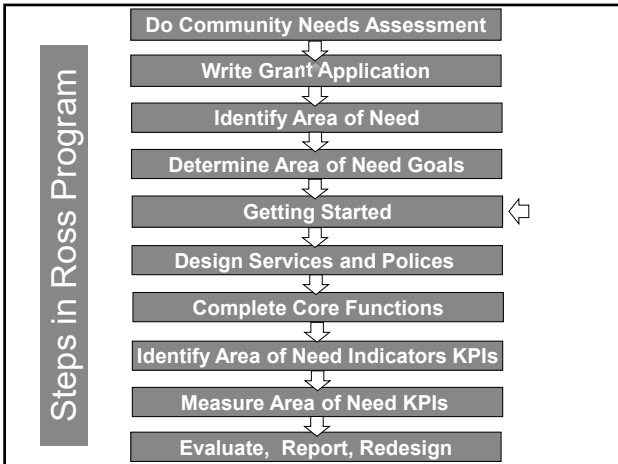 Steps in Ross Program
Do Community Needs Assessment
Write Grant Application
Identify Area of Need
Determine Area of Need Goals
Getting Started
Design Services and Polices
Complete Core Functions
Identify Area of Need Indicators KPIs
Measure Area of Need KPIs
Evaluate, Report, Redesign